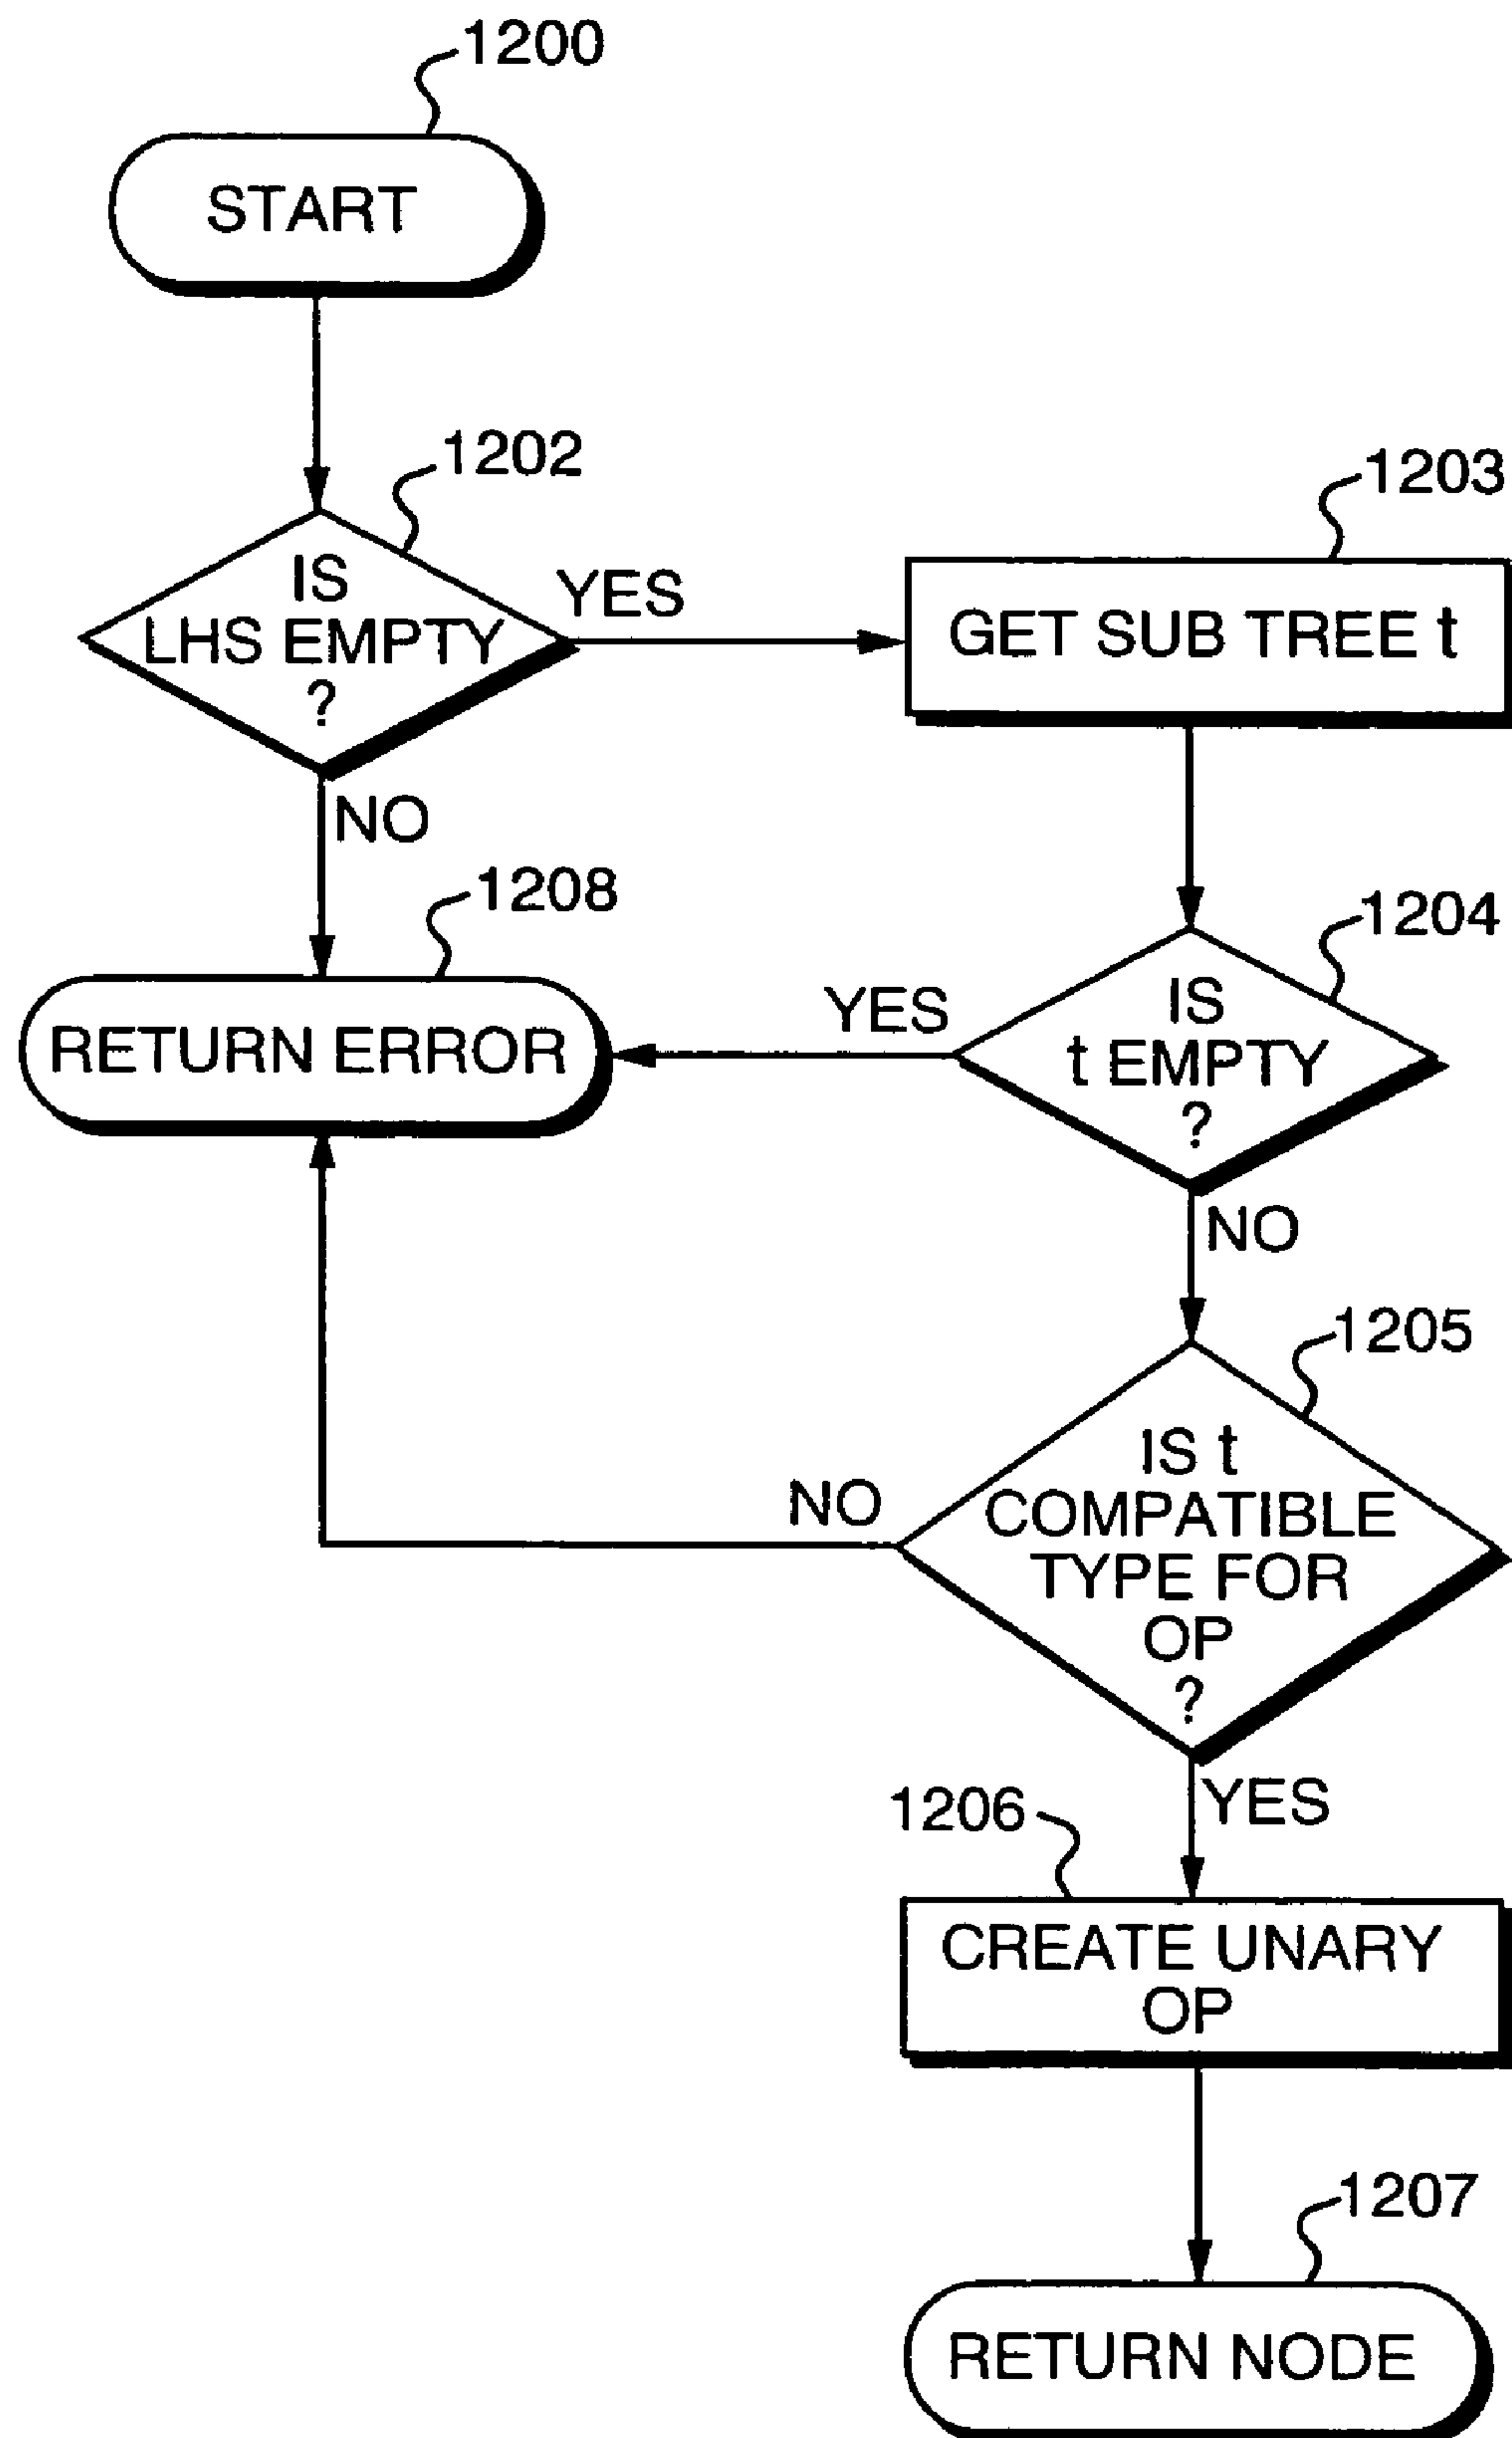 1200
START
1202
IS
LHS EMPTY
?
YES
NO
1203
GET SUB TREE t
1208
RETURN ERROR
1204
IS
t EMPTY
?
YES
NO
1205
IS t
COMPATIBLE
TYPE FOR
OP
?
NO
YES
1206
CREATE UNARY
OP
1207
RETURN NODE